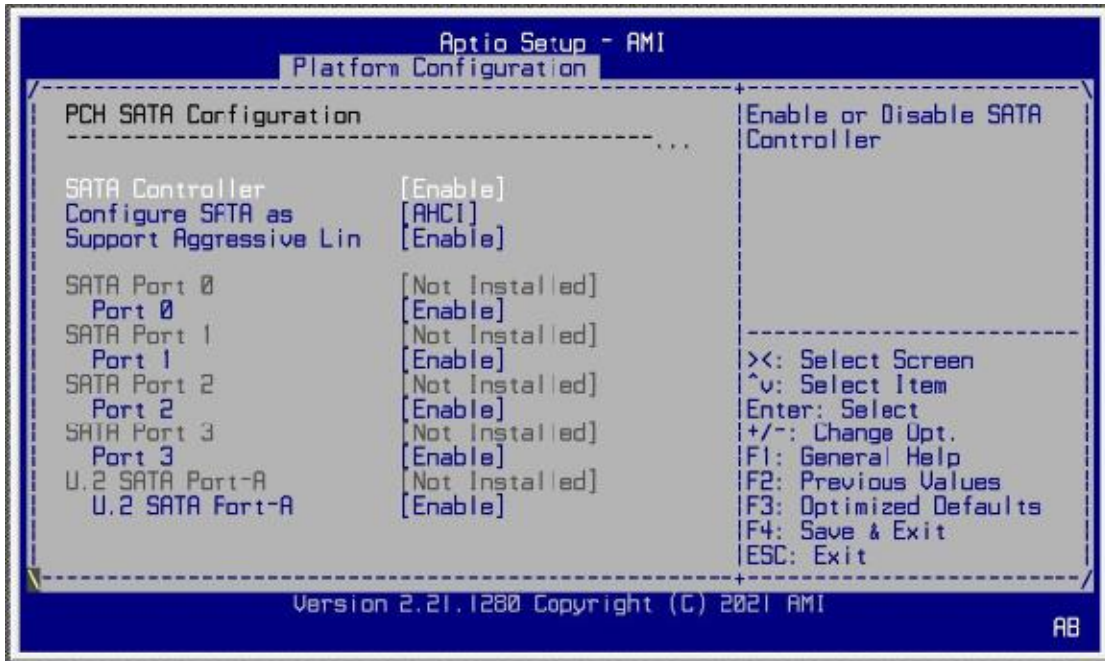 Aptio Setup - AMI
Platform Configuration
PCH SATA Configuration
SATA Controller [Enable]
Configure SATA as [AHCI]
Support Aggressive Lin [Enable]
SATA Port 0 [Not Installed]
Port 0 [Enable]
SATA Port 1 [Not Installed]
Port 1 [Enable]
SATA Port 2 [Not Installed]
Port 2 [Enable]
SATA Port 3 [Not Installed]
Port 3 [Enable]
U.2 SATA Port-A [Not Installed]
U.2 SATA Port-A [Enable]
Enable or Disable SATA
Controller
><: Select Screen
^v: Select Item
Enter: Select
+/-: Change Opt.
F1: General Help
F2: Previous Values
F3: Optimized Defaults
F4: Save & Exit
ESC: Exit
Version 2.21.1280 Copyright (C) 2021 AMI
AB